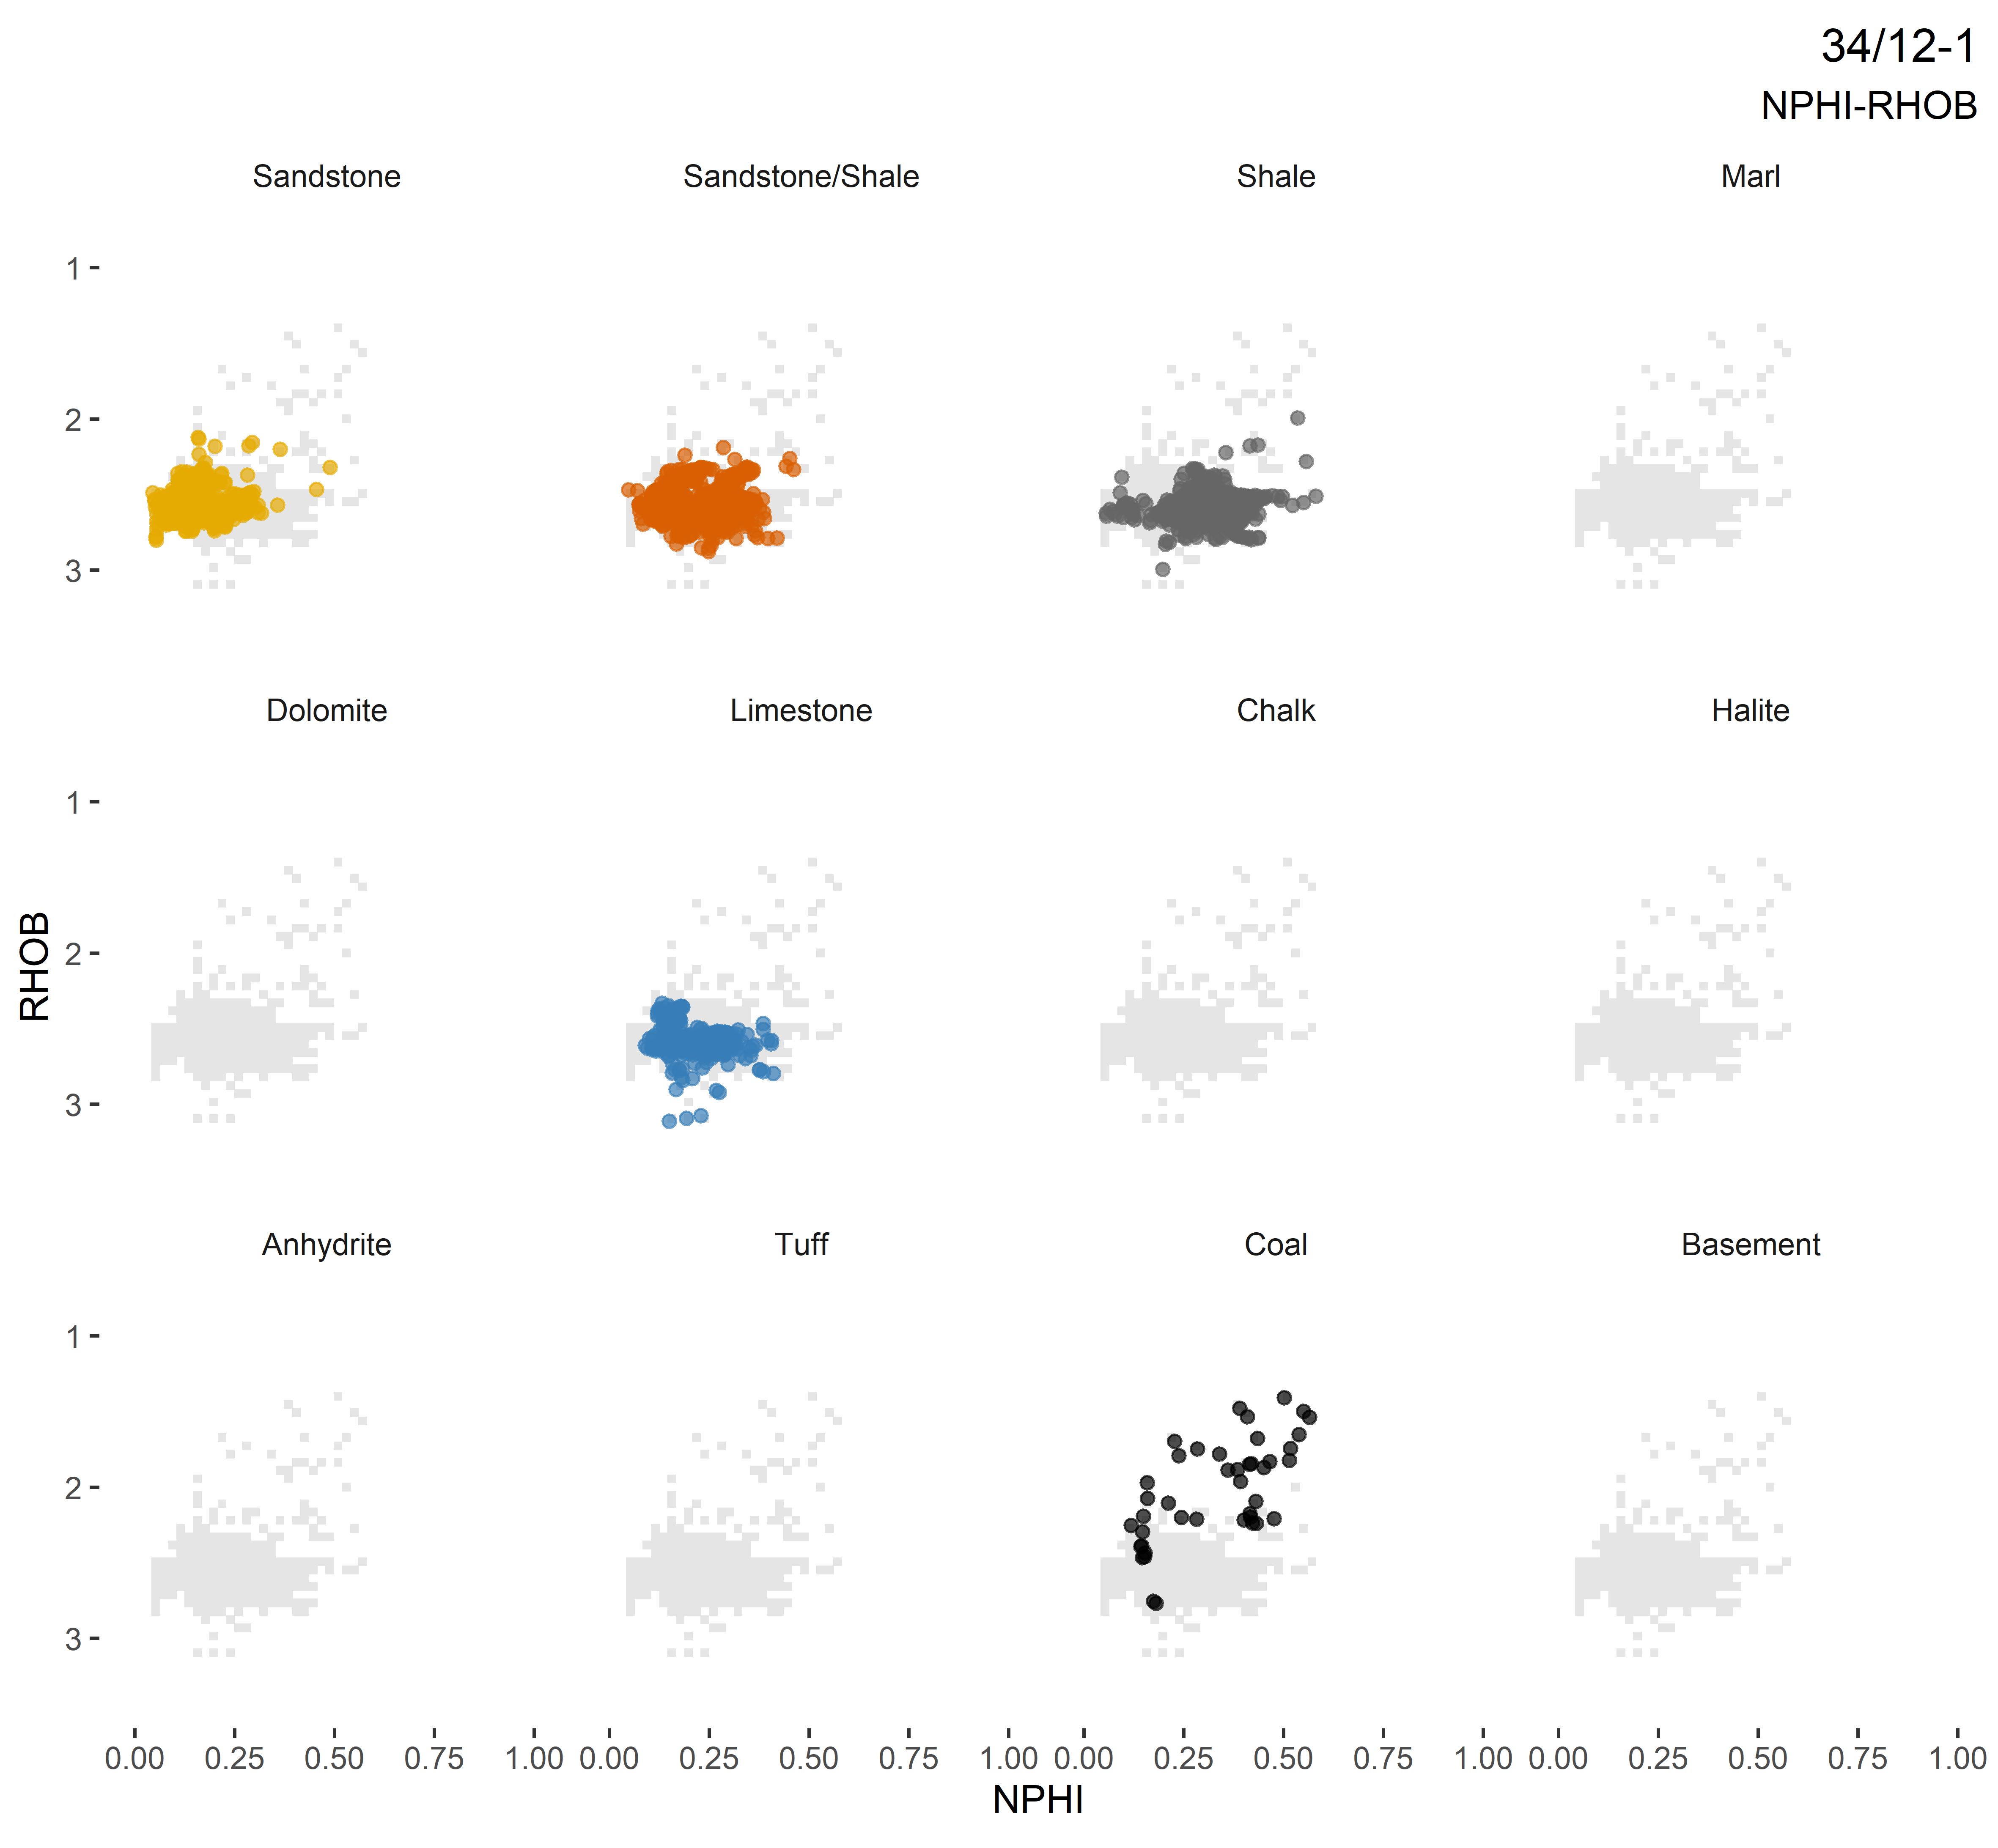 34/12-1
NPHI-RHOB
Sandstone Sandstone/Shale Shale Marl
1
2
3
Dolomite Limestone Chalk Halite
1
2
3
RHOB
Anhydrite Tuff Coal Basement
1
2
3
0.00 0.25 0.50 0.75 1.00 0.00 0.25 0.50 0.75 1.00 0.00 0.25 0.50 0.75 1.00 0.00 0.25 0.50 0.75 1.00
NPHI